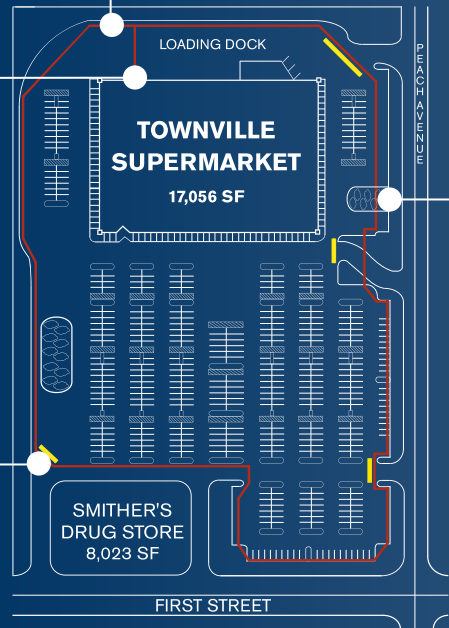 LOADING DOCK
PEACH AVENUE
TOWNVILLE
SUPERMARKET
17,056 SF
SMITHER'S
DRUG STORE
8,023 SF
FIRST STREET